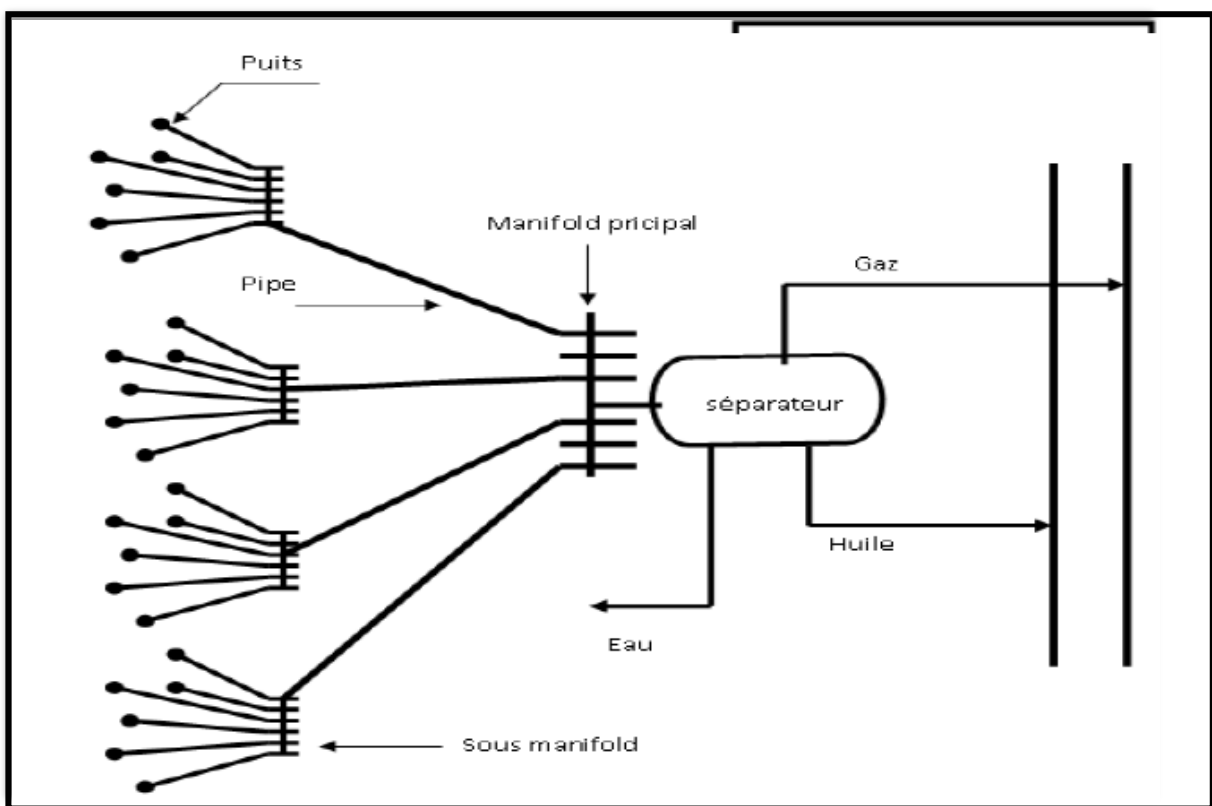 Puits
Manifold pricipal
Gaz
Pipe
séparateur
Huile
Eau
Sous manifold